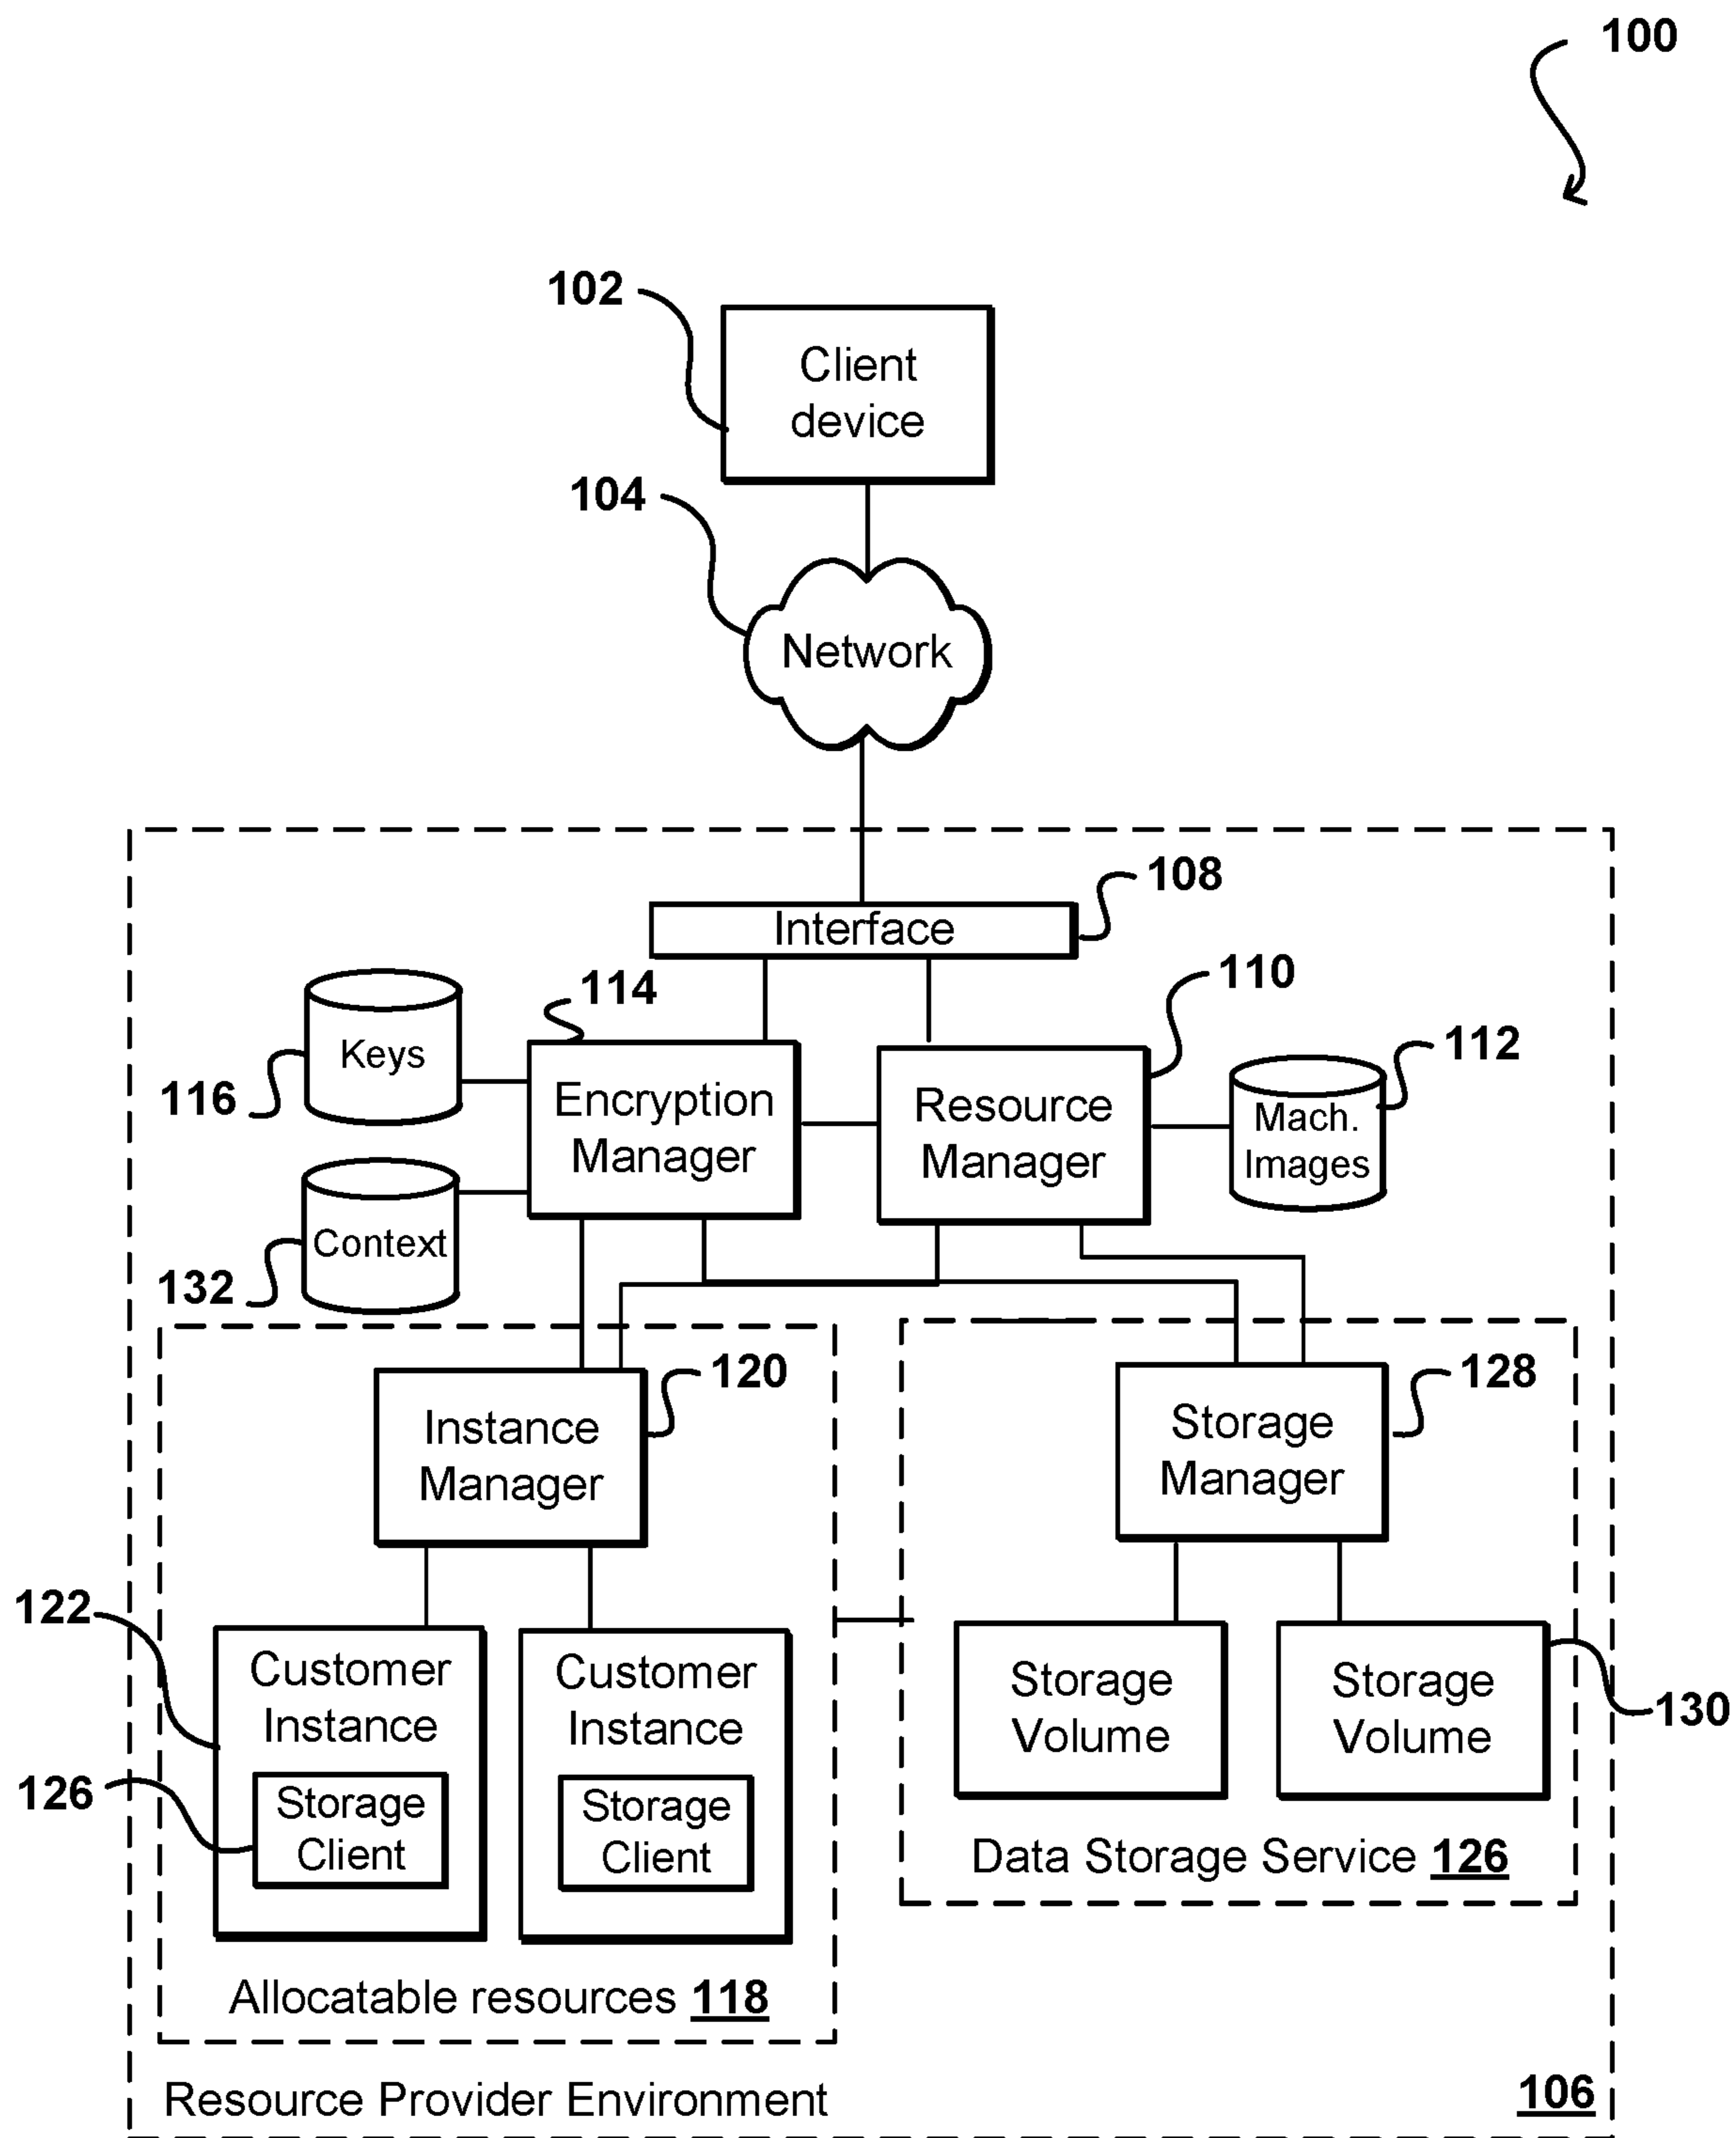 100
102
Client
device
104
Network
108
Interface
114
110
Keys
116
Encryption
Manager
Resource
Manager
112
Mach.
Images
Context
132
120
Instance
Manager
128
Storage
Manager
122
Customer
Instance
Customer
Instance
126
Storage
Client
Storage
Client
Storage
Volume
Storage
Volume
130
Data Storage Service 126
Allocatable resources 118
Resource Provider Environment
106